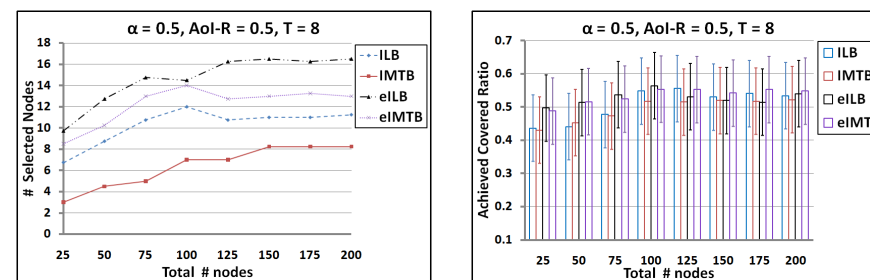 α = 0.5, AoI-R = 0.5, T = 8
# Selected Nodes
18
16
14
12
10
8
6
4
2
0
25 50 75 100 125 150 175 200
Total # nodes
ILB
IMTB
eILB
eIMTB
α = 0.5, AoI-R = 0.5, T = 8
Achieved Covered Ratio
0.7
0.6
0.5
0.4
0.3
0.2
0.1
25 50 75 100 125 150 175 200
Total # nodes
ILB
IMTB
eILB
eIMT